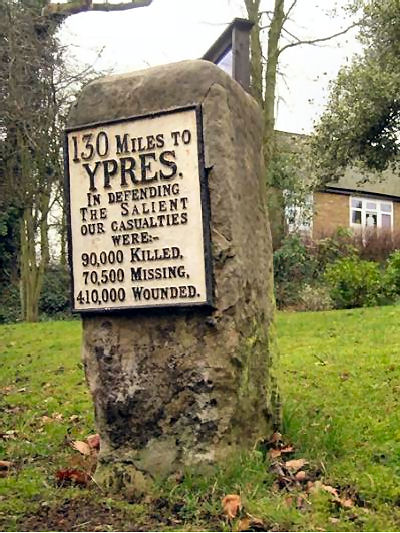 130 MILES TO
YPRES.
IN DEFENDING
THE SALIENT
OUR CASUALTIES
WERE:-
90,000 KILLED,
70,500 MISSING,
410,000 WOUNDED.